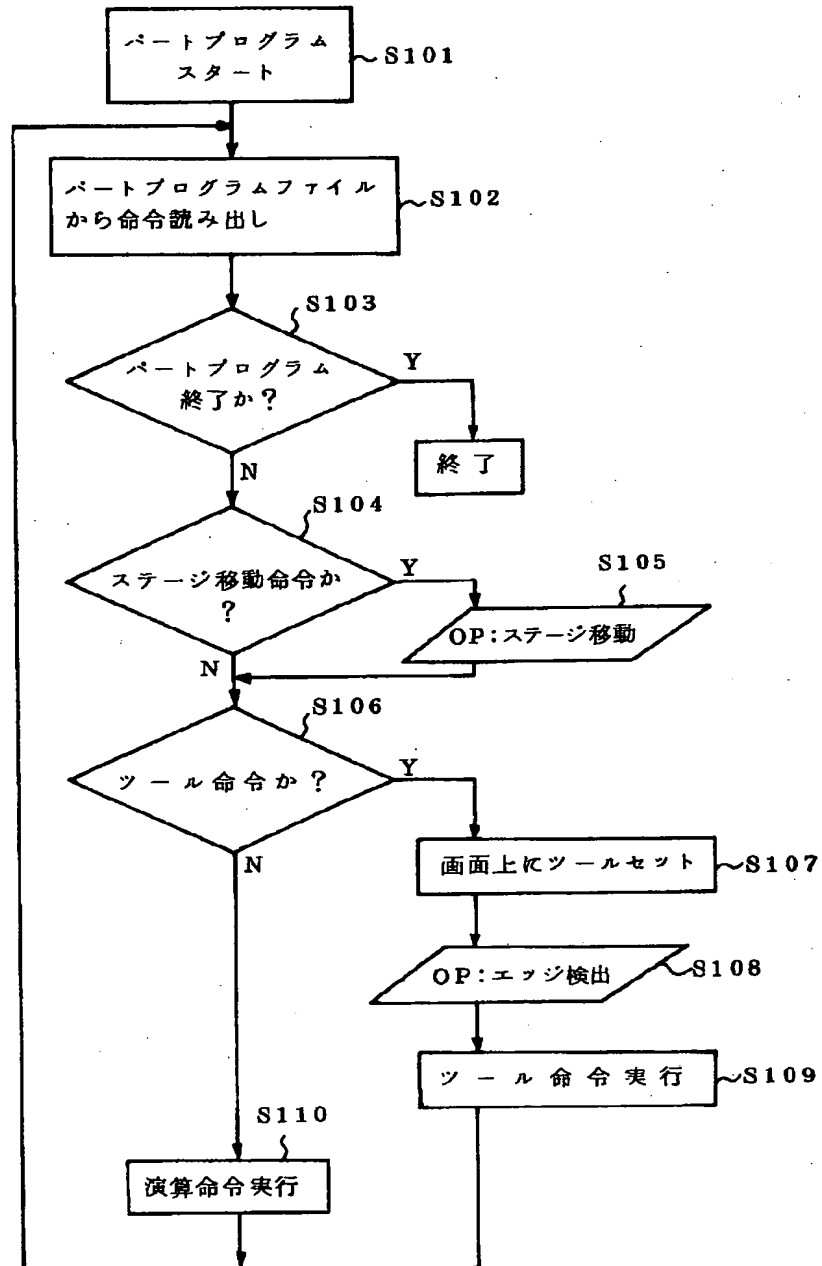 パートプログラム
スタート
S101
パートプログラムファイル
から命令読み出し
S102
S103
パートプログラム
終了か？
Y
終了
N
S104
ステージ移動命令か
？
Y
S105
OP：ステージ移動
N
S106
ツール命令か？
Y
N
画面上にツールセット
S107
OP：エッジ検出
S108
ツール命令実行
S109
S110
演算命令実行